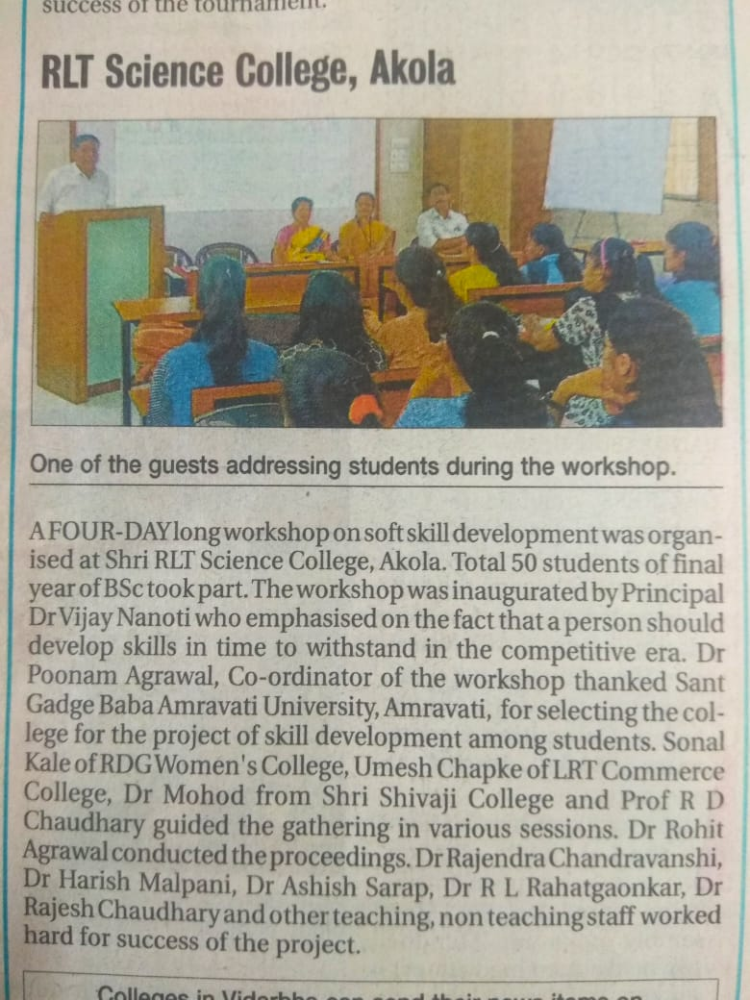 success of the tournament.
RLT Science College, Akola
One of the guests addressing students during the workshop.
A FOUR-DAY long workshop on soft skill development was organ-
ised at Shri RLT Science College, Akola. Total 50 students of final
year of BSc took part. The workshop was inaugurated by Principal
Dr Vijay Nanoti who emphasised on the fact that a person should
develop skills in time to withstand in the competitive era. Dr
Poonam Agrawal, Co-ordinator of the workshop thanked Sant
Gadge Baba Amravati University, Amravati, for selecting the col-
lege for the project of skill development among students. Sonal
Kale of RDG Women's College, Umesh Chapke of LRT Commerce
College, Dr Mohod from Shri Shivaji College and Prof R D
Chaudhary guided the gathering in various sessions. Dr Rohit
Agrawal conducted the proceedings. Dr Rajendra Chandravanshi,
Dr Harish Malpani, Dr Ashish Sarap, Dr R L Rahatgaonkar, Dr
Rajesh Chaudhary and other teaching, non teaching staff worked
hard for success of the project.
Colleges in Vidarbha can send their news items on